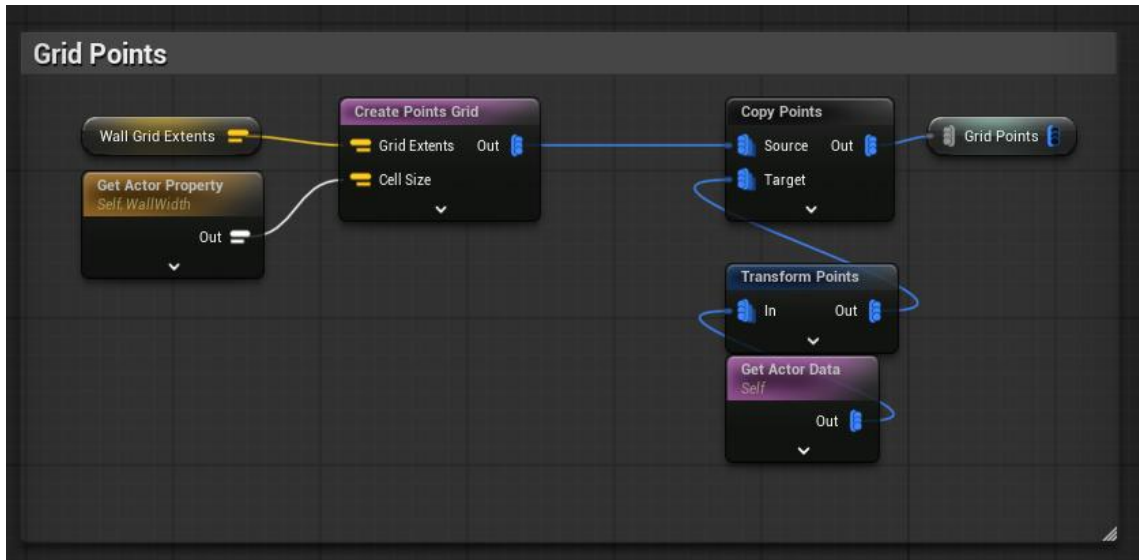 Grid Points
Wall Grid Extents
Get Actor Property
Self, WallWidth
Out
Create Points Grid
Grid Extents Out
Cell Size
Copy Points
Source Out
Target
Grid Points
Transform Points
In Out
Get Actor Data
Self
Out